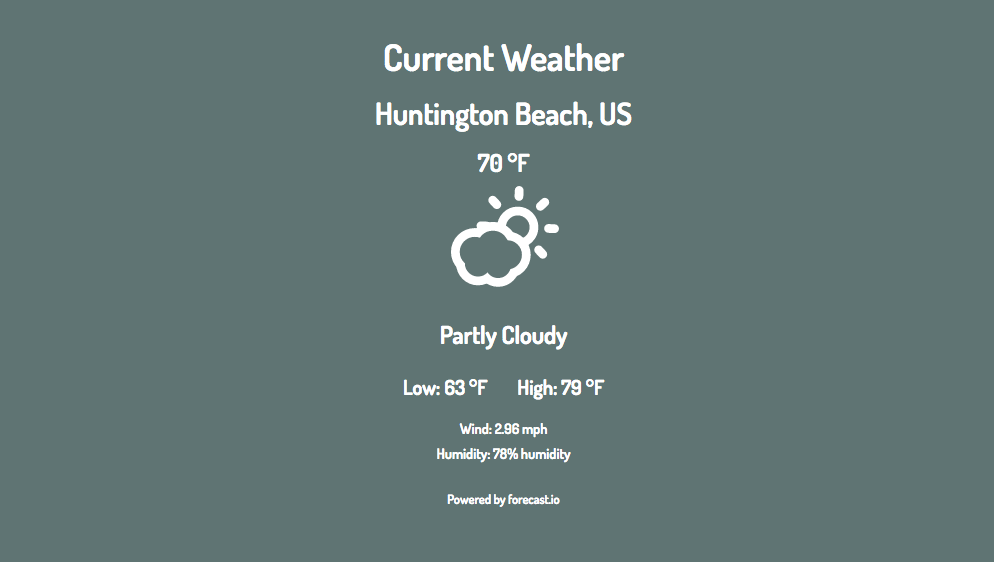 Current Weather
Huntington Beach, US
70 °F
Partly Cloudy
Low: 63 °F High: 79 °F
Wind: 2.96 mph
Humidity: 78% humidity
Powered by forecast.io